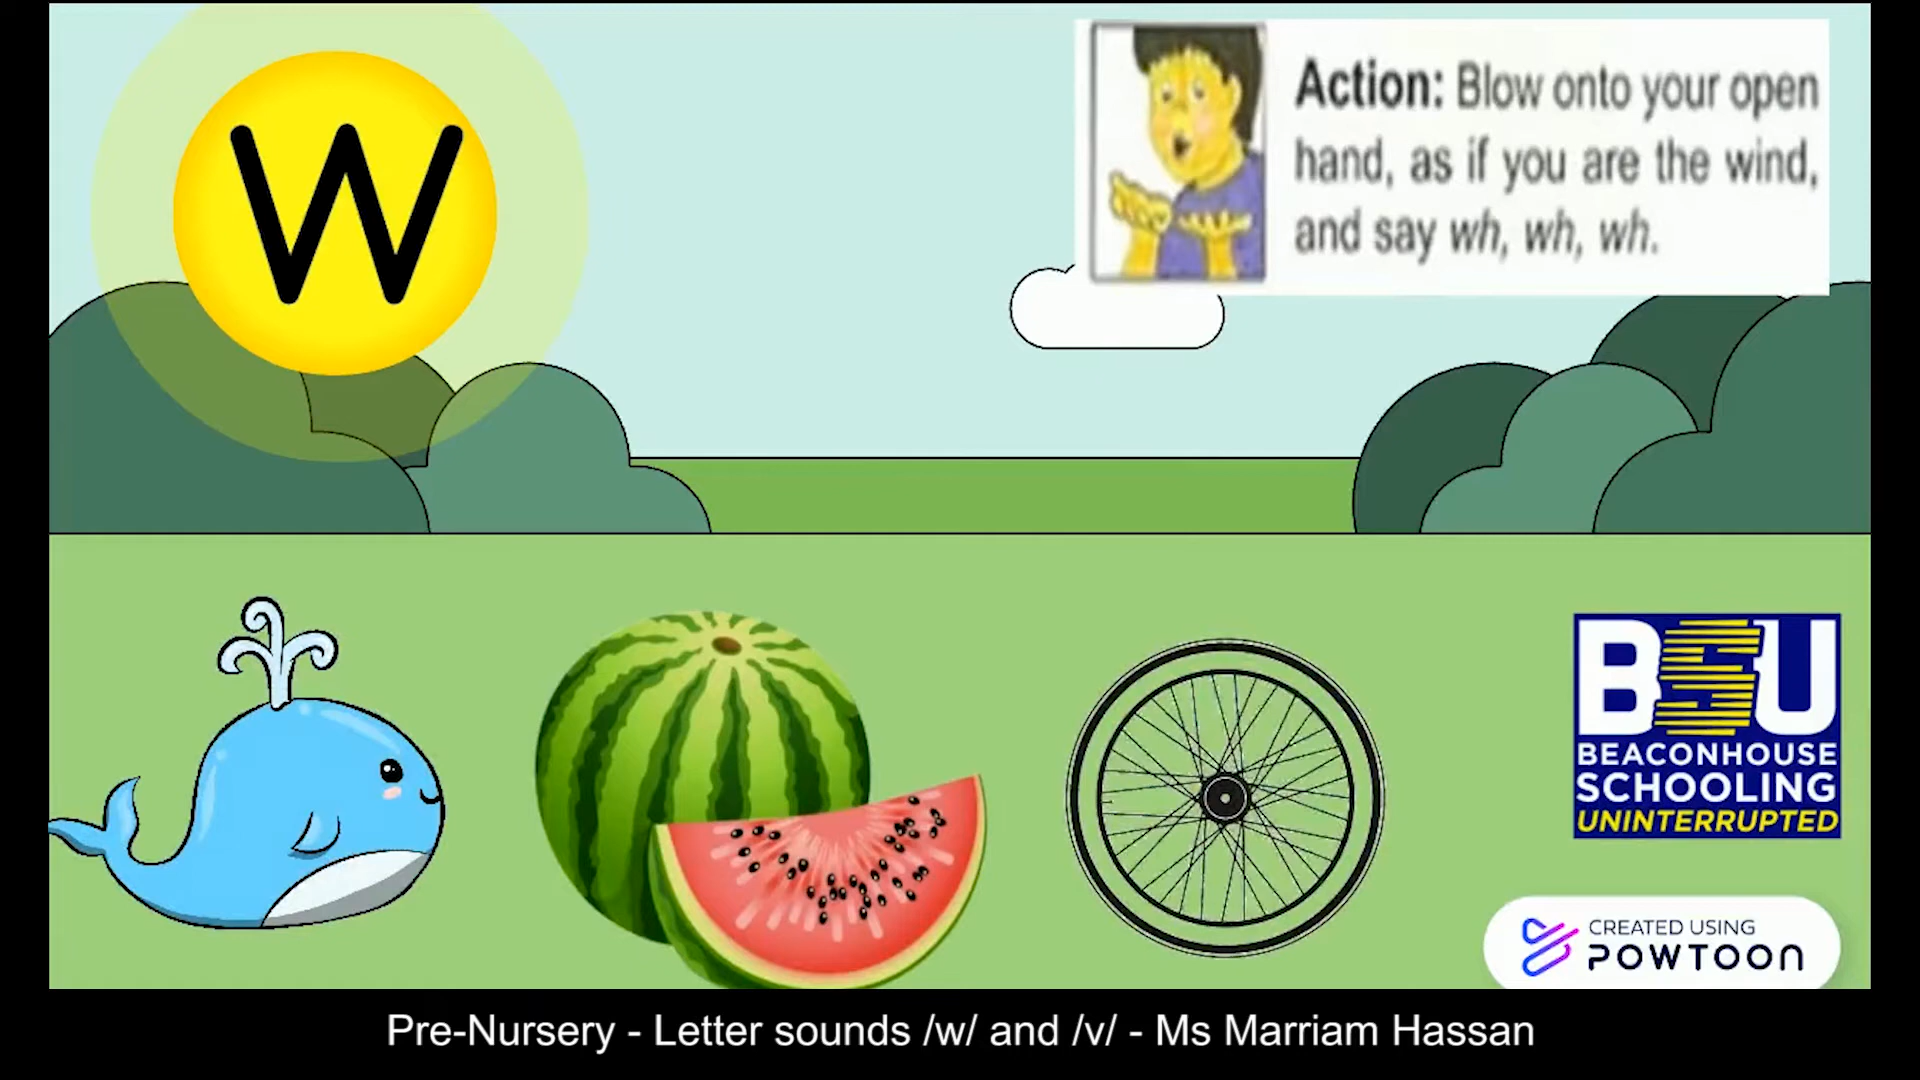 W
Action: Blow onto your open
hand, as if you are the wind,
and say wh, wh, wh.
BSU
BEACONHOUSE
SCHOOLING
UNINTERRUPTED
CREATED USING
POWTOON
Pre-Nursery - Letter sounds /w/ and /v/ - Ms Marriam Hassan